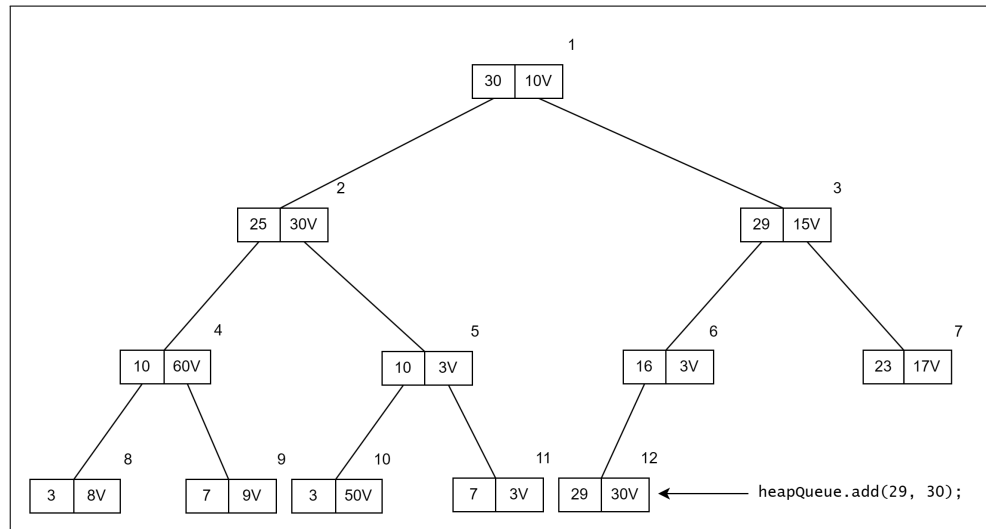 1
30 10V
2
25 30V
3
29 15V
4
10 60V
5
10 3V
6
16 3V
7
23 17V
8
3 8V
9
7 9V
10
3 50V
11
7 3V
12
29 30V
heapQueue.add(29, 30);